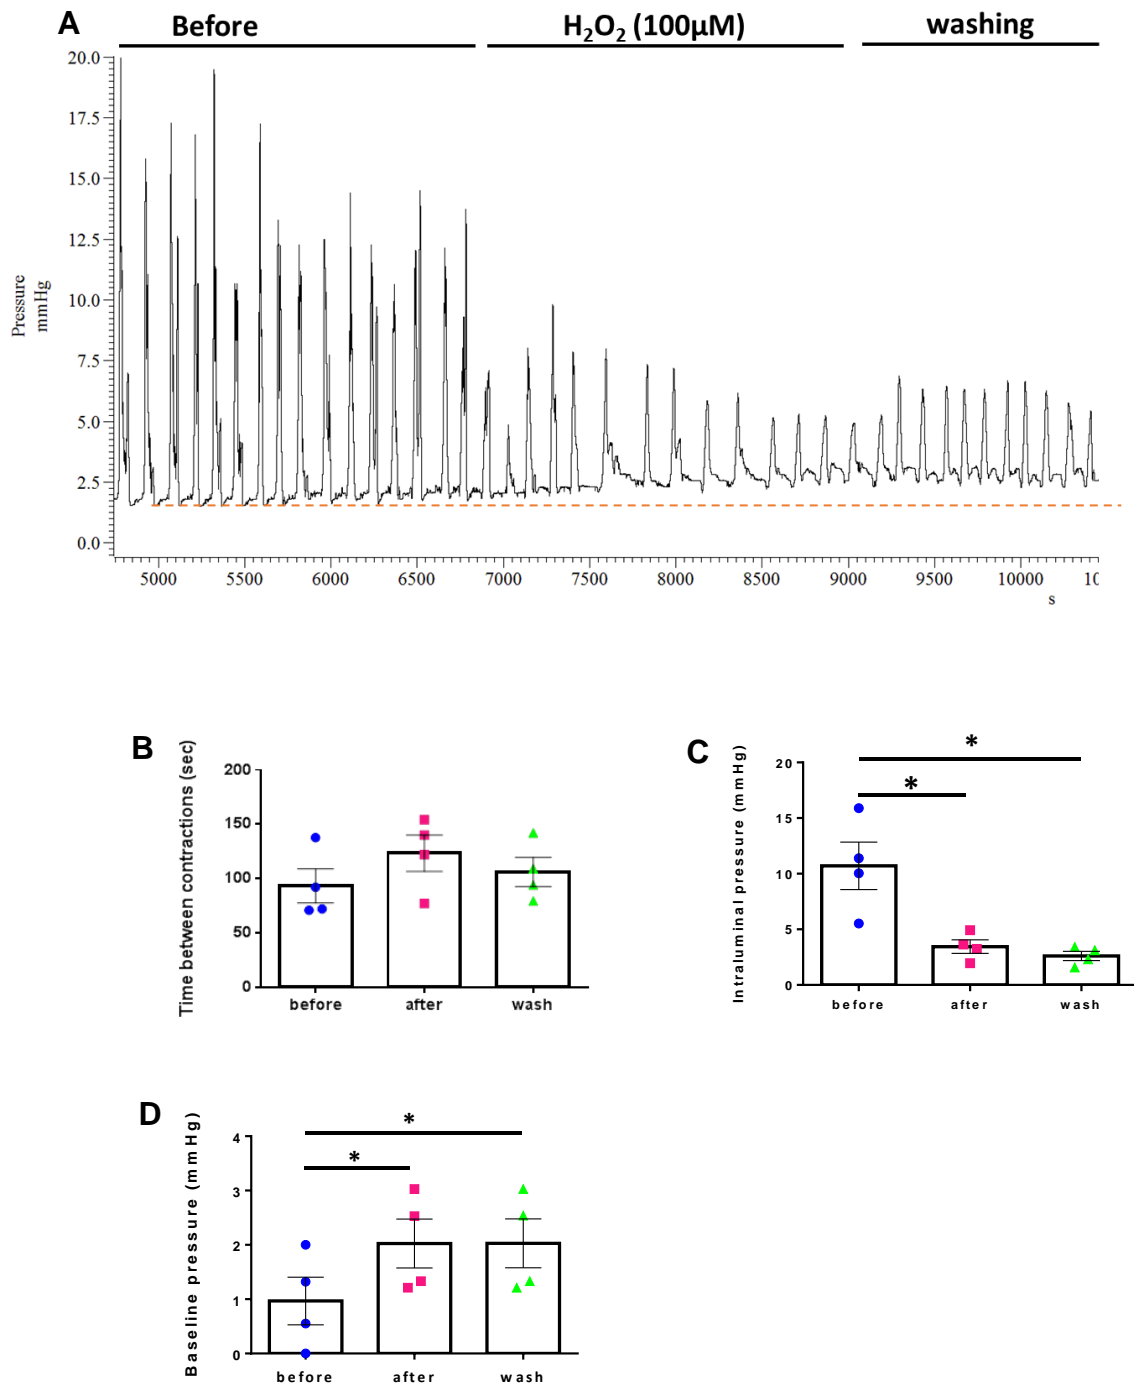 A
Before
H₂O₂ (100µM)
washing
20.0
17.5
15.0
12.5
10.0
7.5
5.0
2.5
0.0
Pressure
mmHg
5000 5500 6000 6500 7000 7500 8000 8500 9000 9500 10000 10
s
B
Time between contractions (sec)
200
150
100
50
0
before after wash
C
Intraluminal pressure (mmHg)
20
15
10
5
0
* 
*
before after wash
D
Baseline pressure (mmHg)
4
3
2
1
0
*
*
before after wash